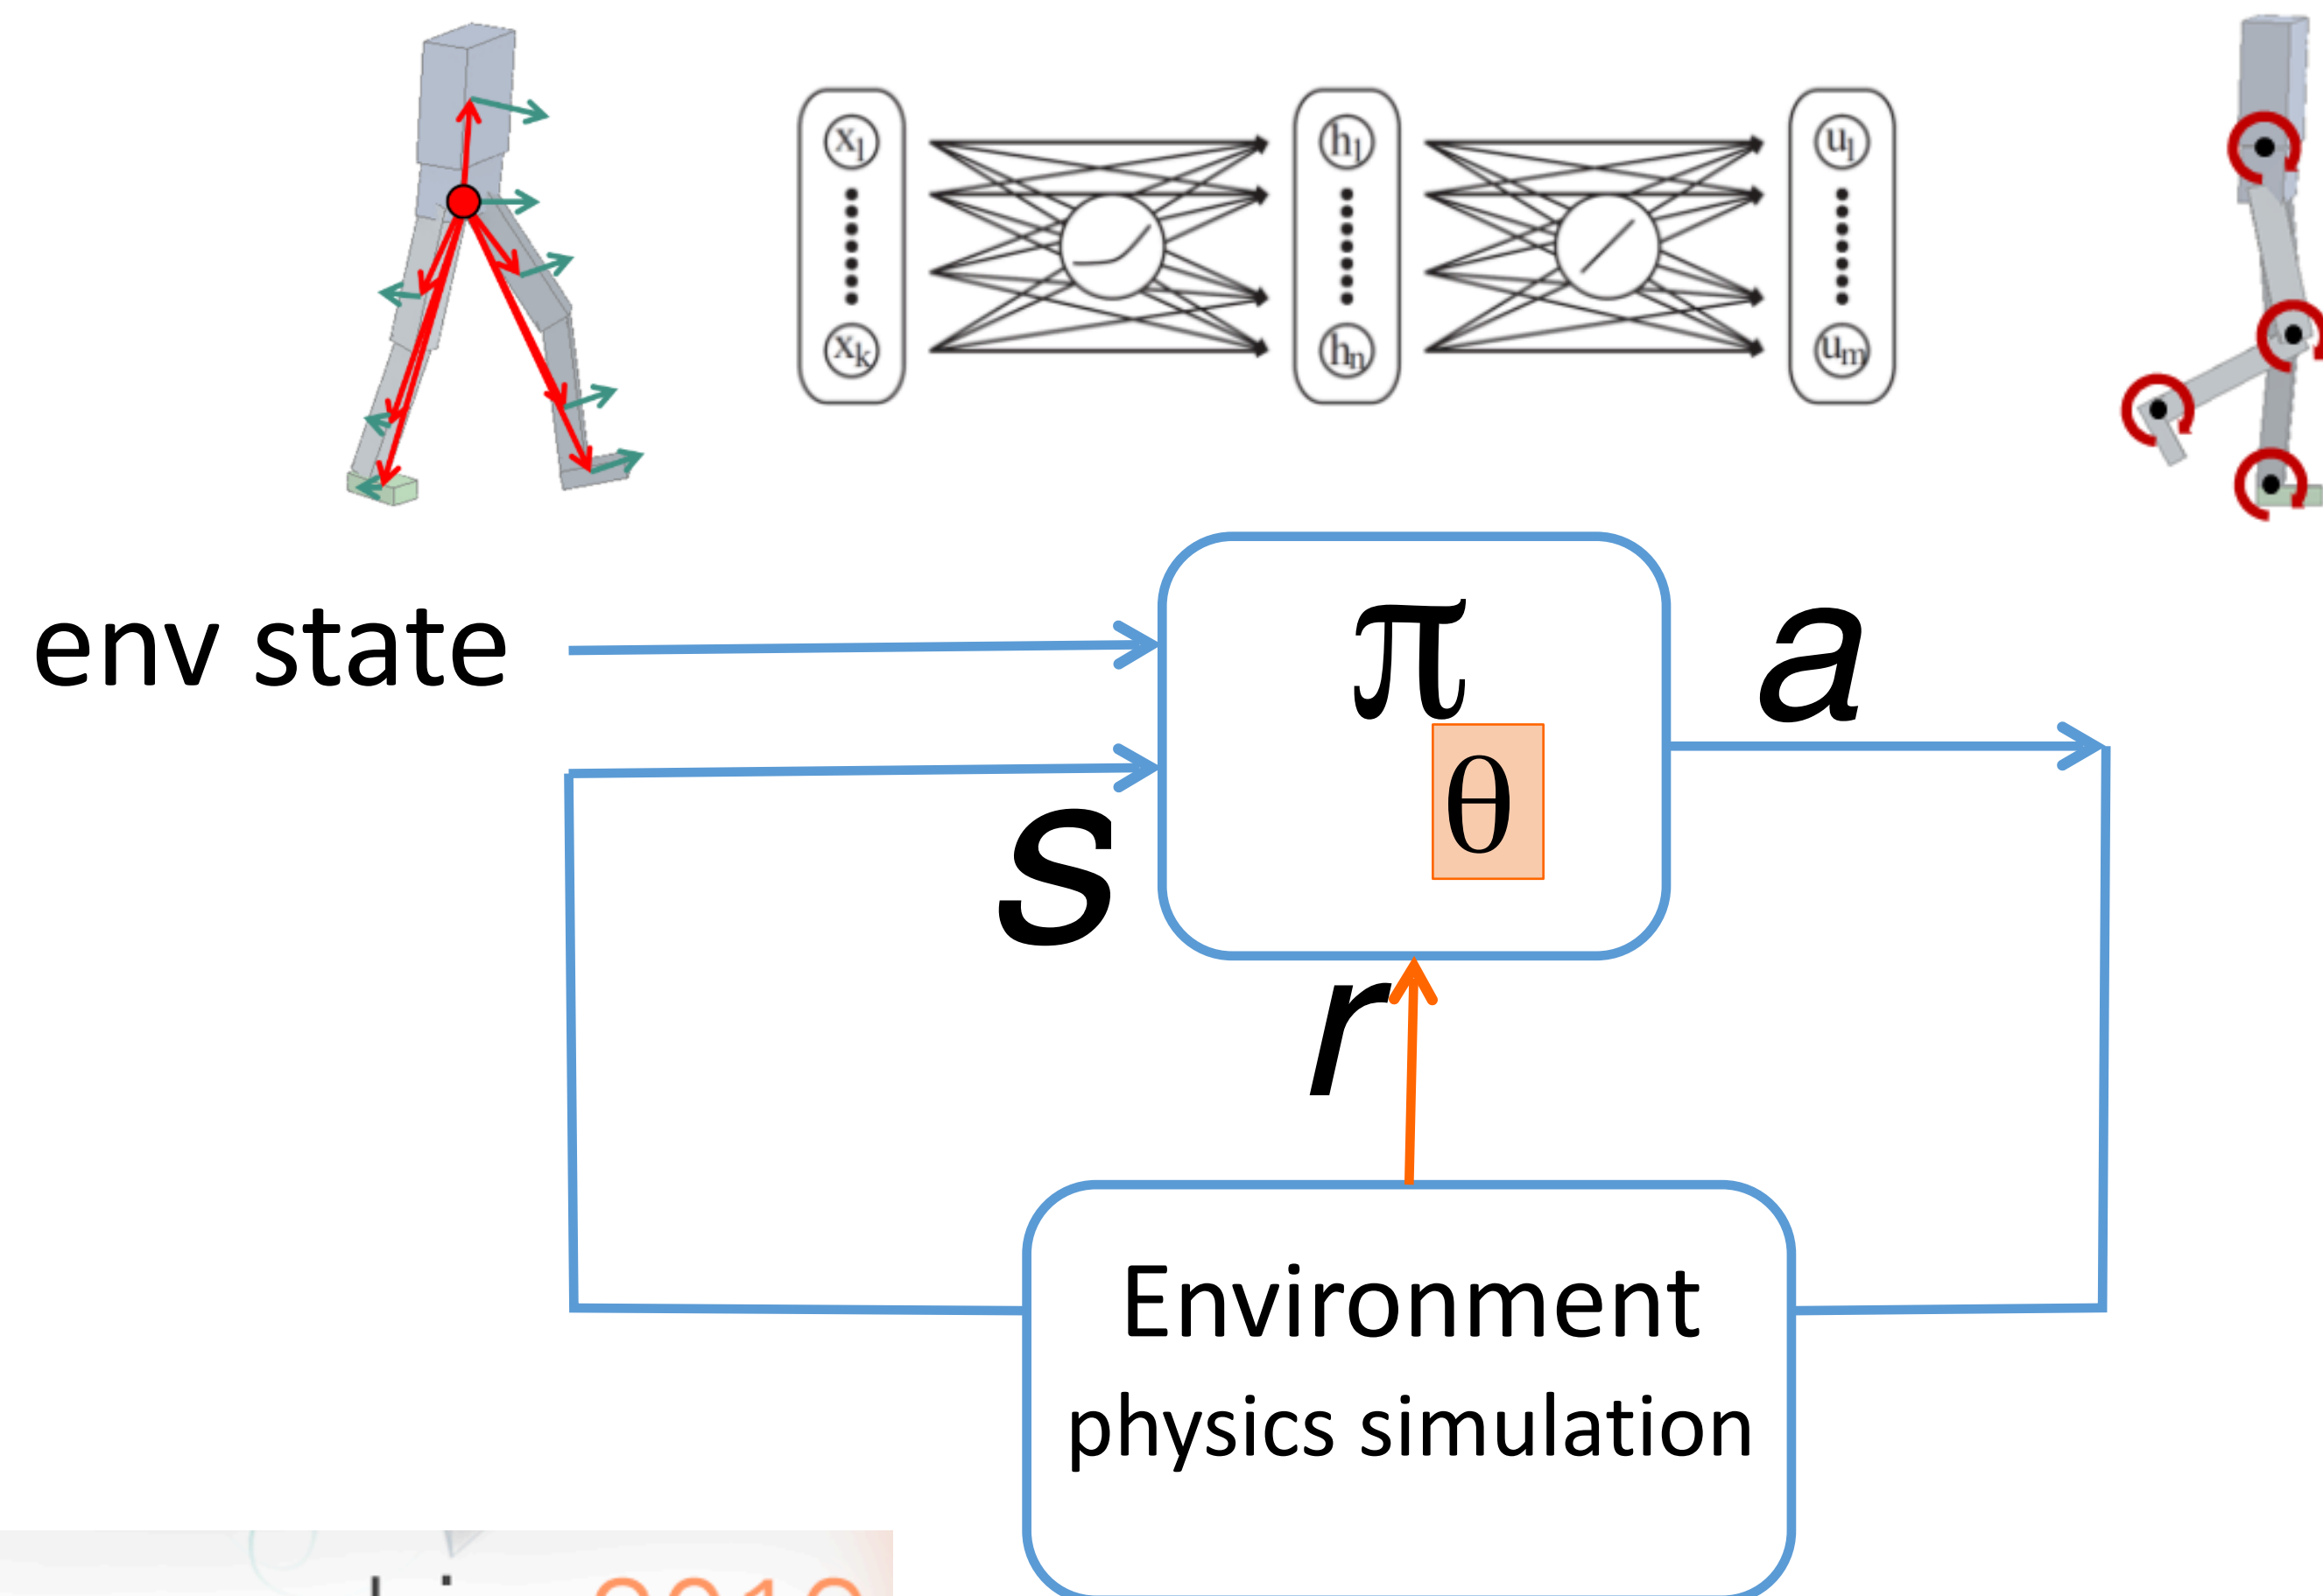 x1 h1 u1
xk hn um
env state
π
θ
a
s
r
Environment
physics simulation